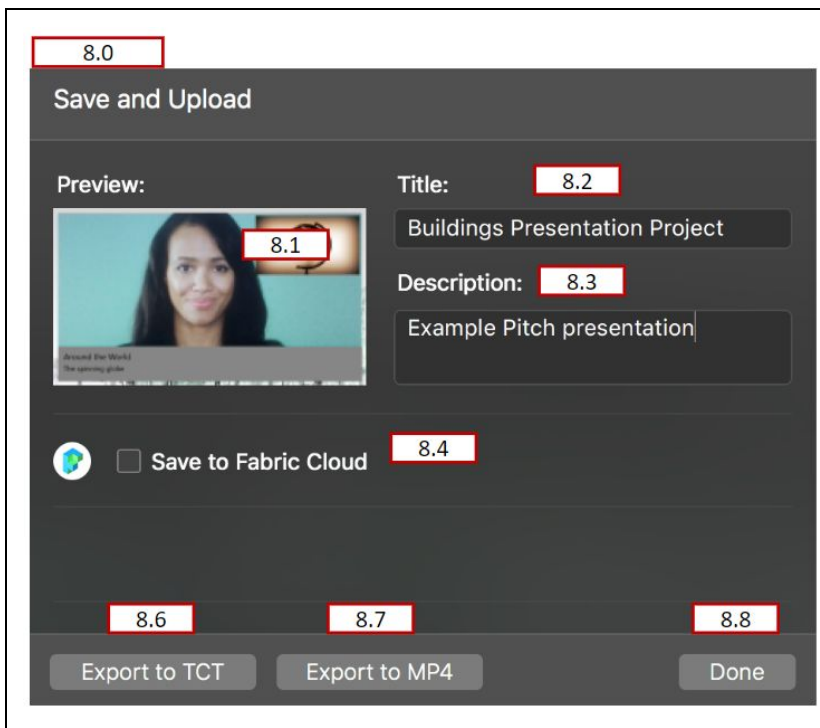 8.0
Save and Upload
Preview:
Title:
8.2
8.1
Buildings Presentation Project
Description:
8.3
Example Pitch presentation
Around the World
The spinning globe
Save to Fabric Cloud
8.4
8.6
8.7
8.8
Export to TCT
Export to MP4
Done